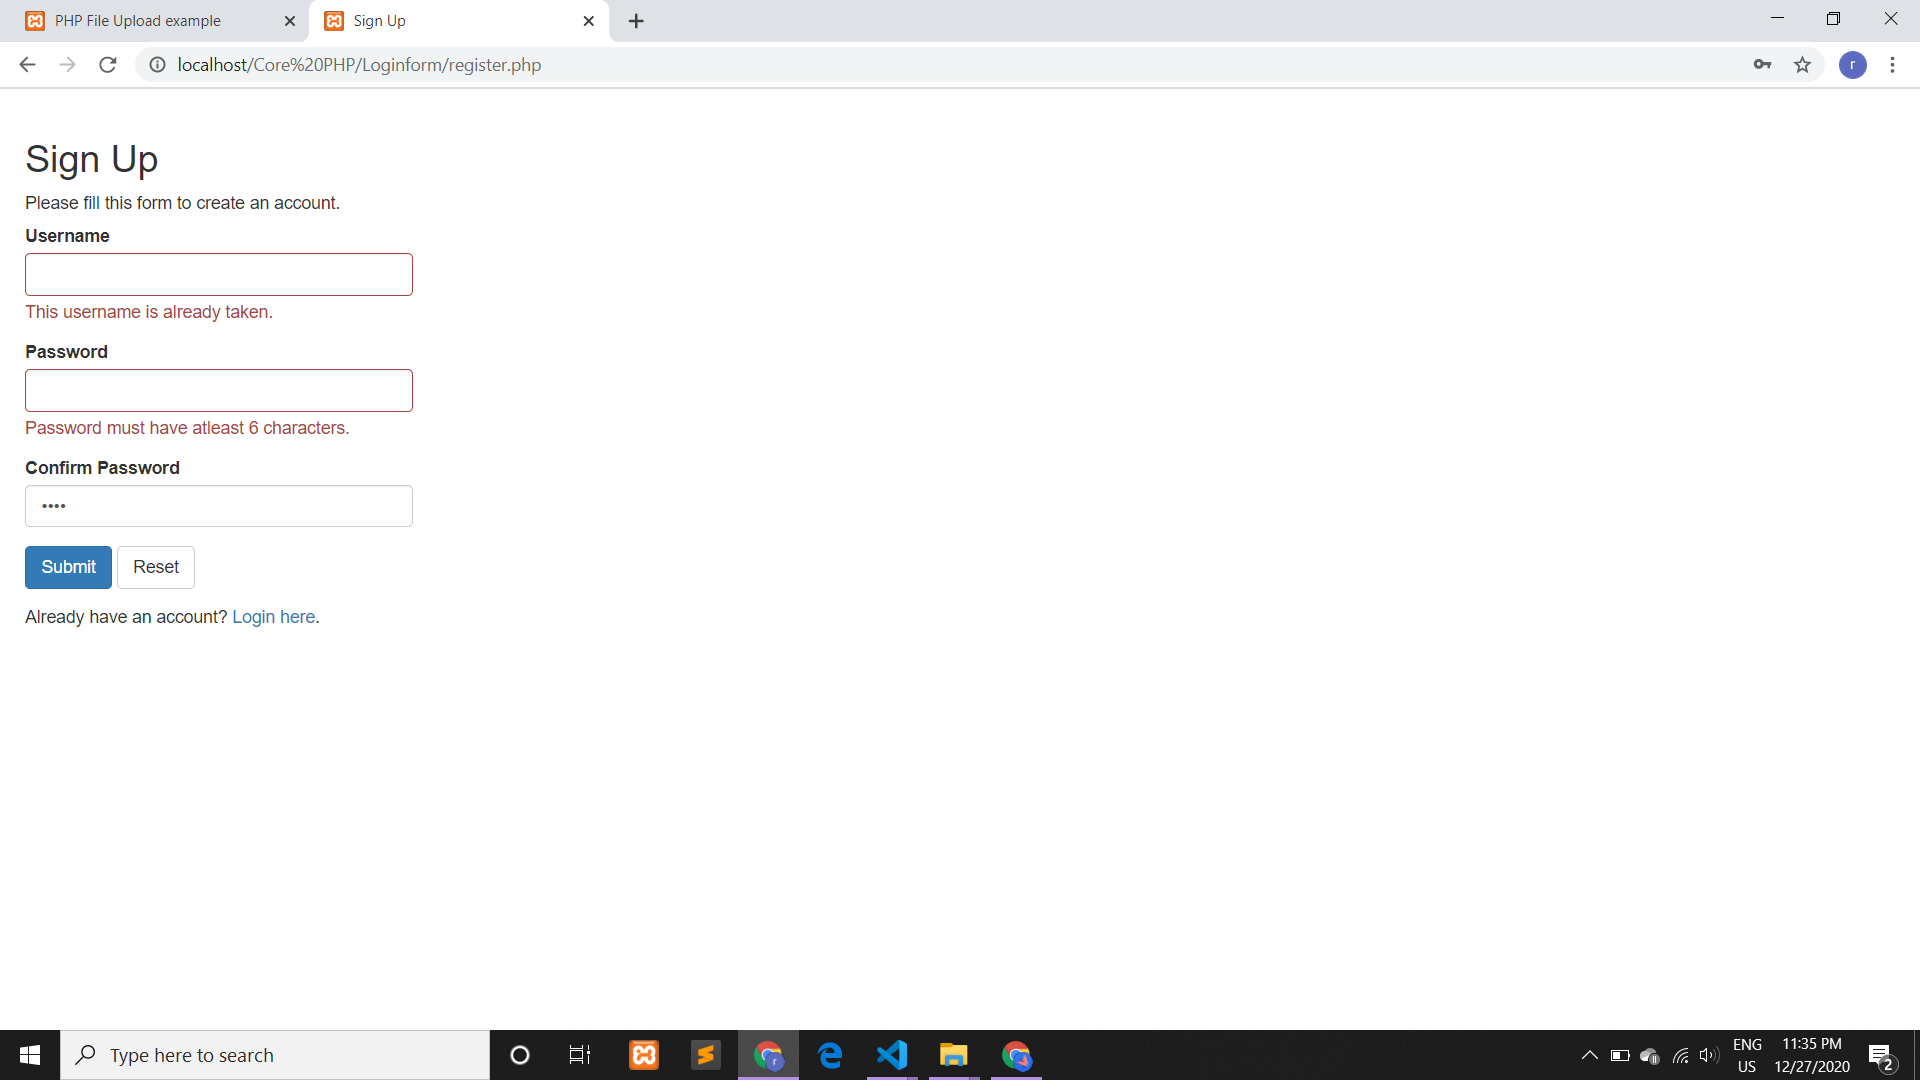 PHP File Upload example
Sign Up
localhost/Core%20PHP/Loginform/register.php
r
Sign Up
Please fill this form to create an account.
Username
This username is already taken.
Password
Password must have atleast 6 characters.
Confirm Password
••••
Submit Reset
Already have an account? Login here.
Type here to search
r
ENG
US
11:35 PM
12/27/2020
2